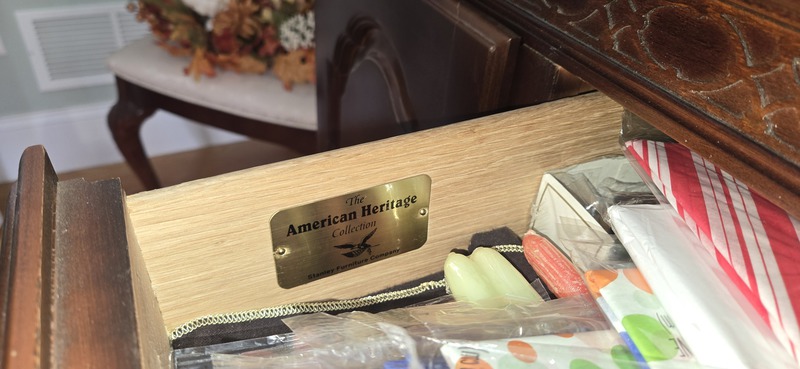 The
American Heritage
Collection
Stanley Furniture Company